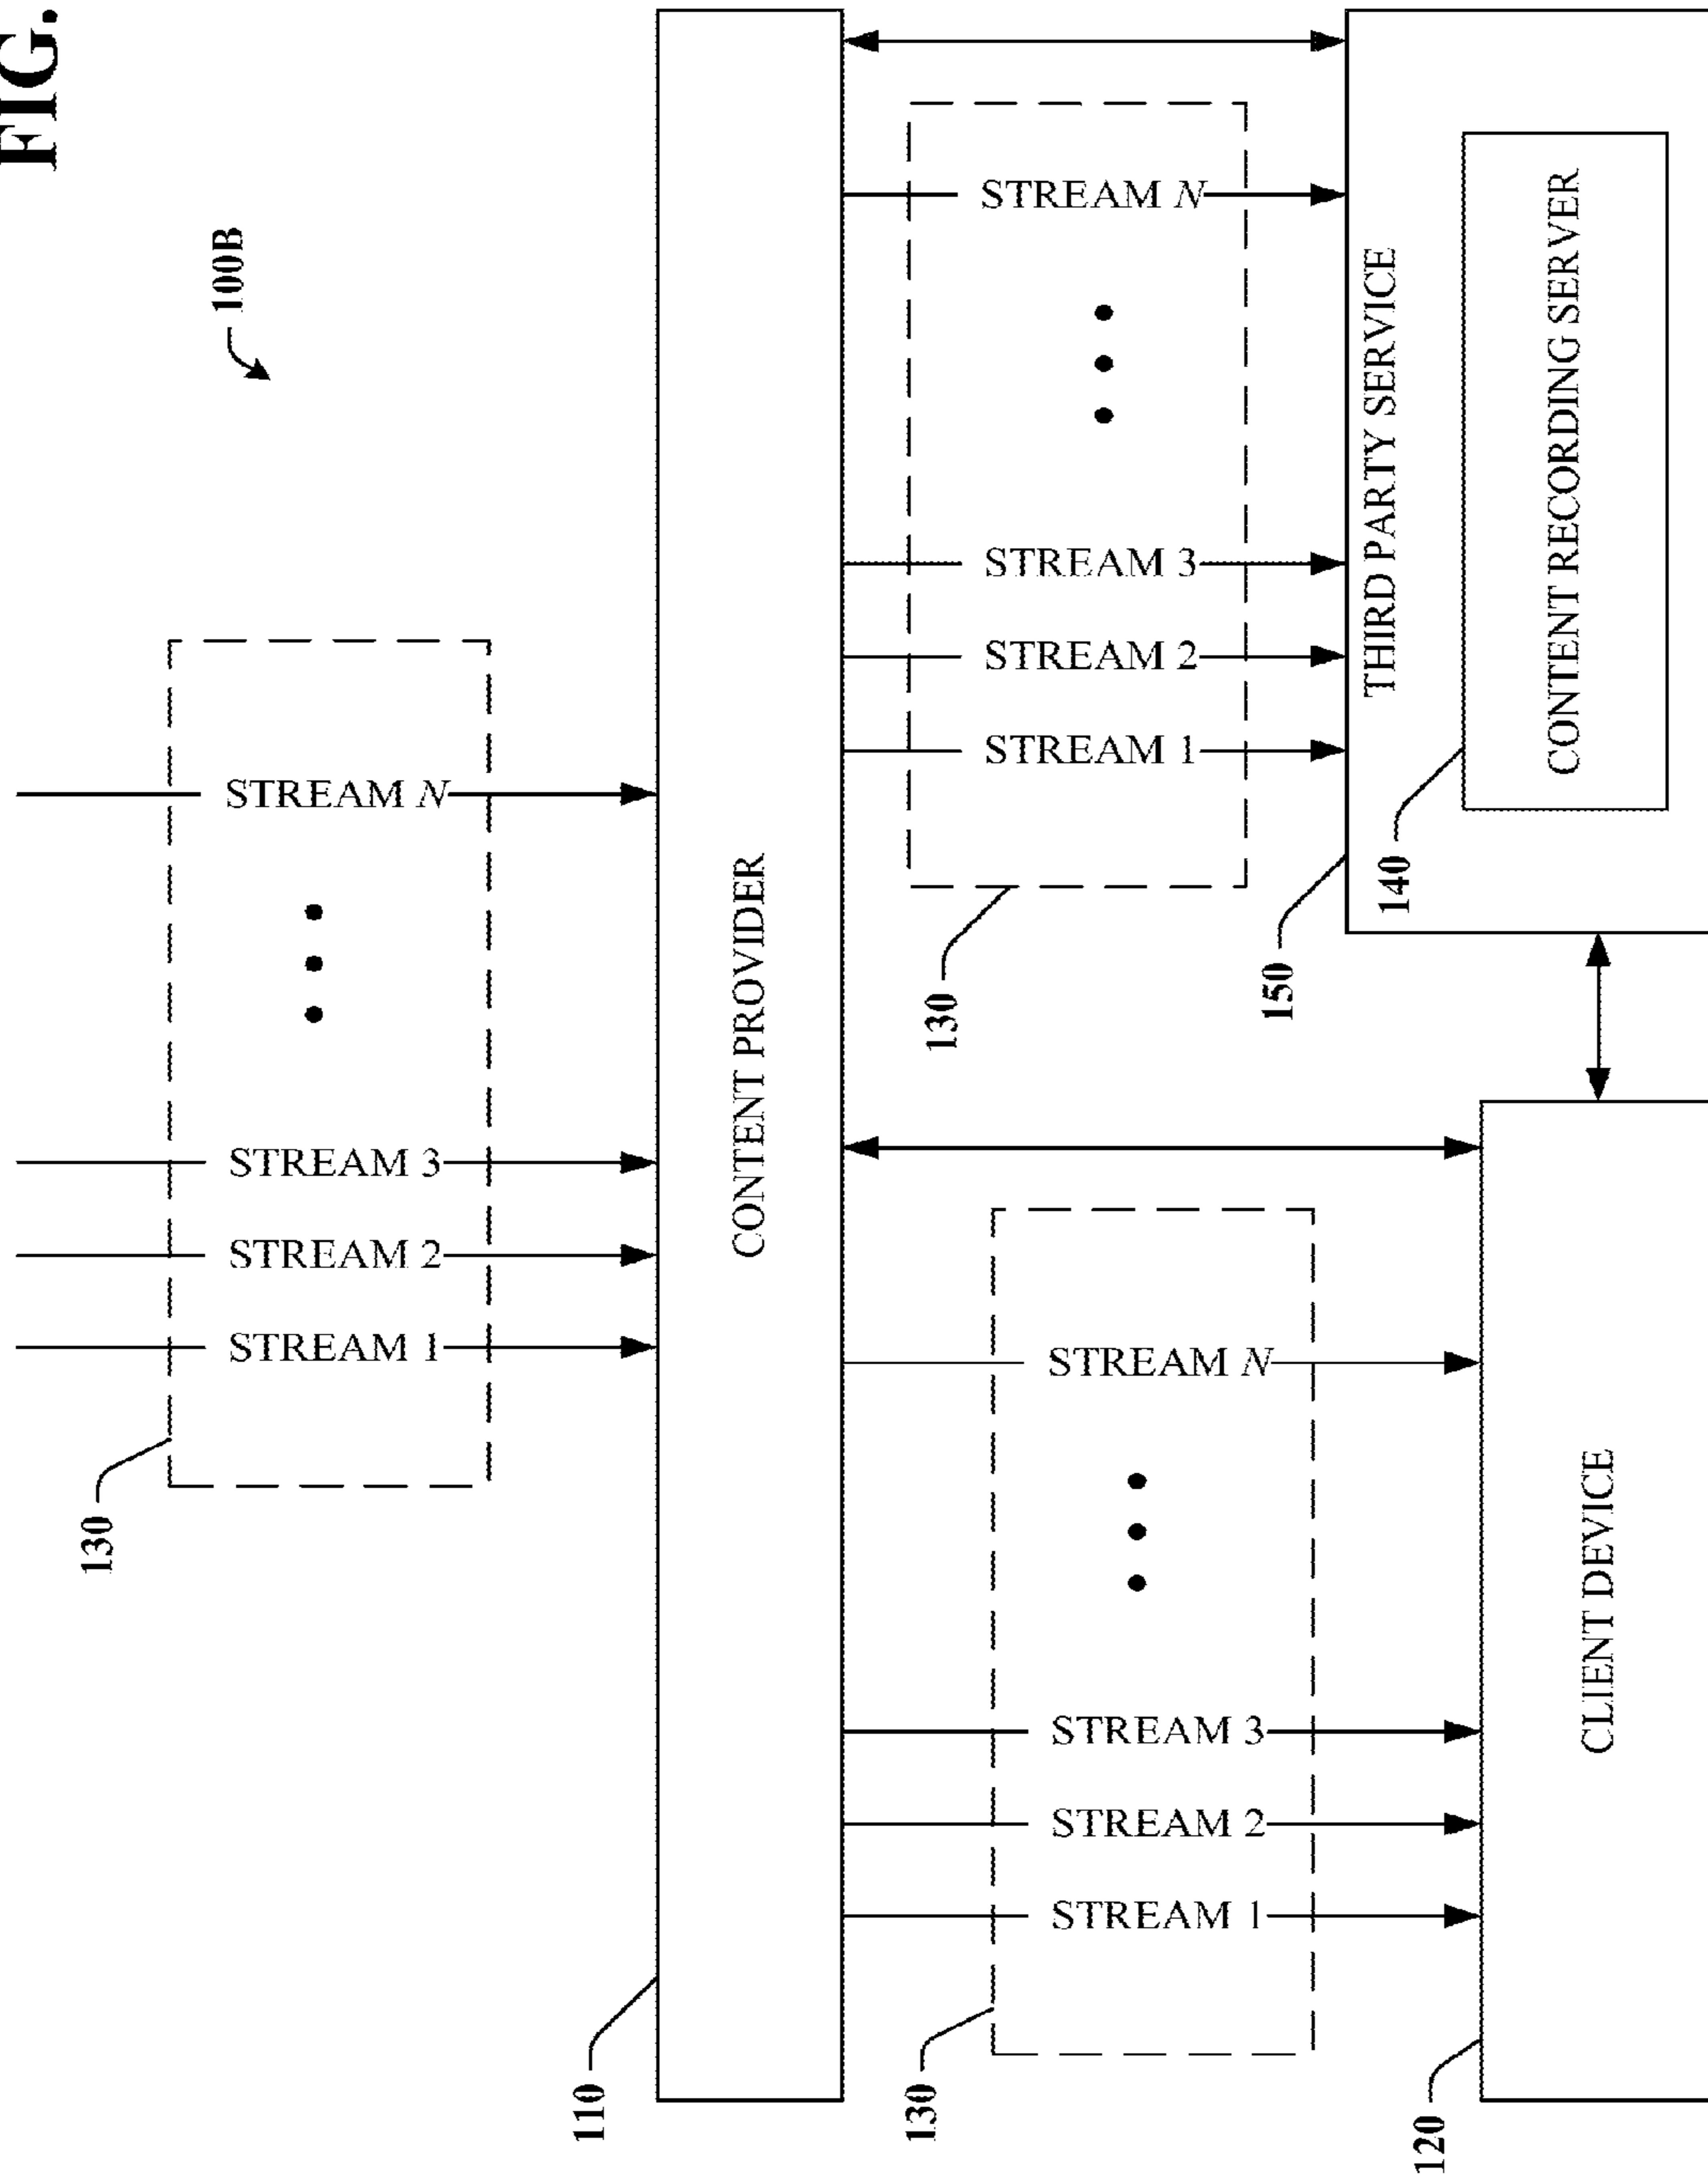 FIG.
100B
130
STREAM 1
STREAM 2
STREAM 3
STREAM N
110
CONTENT PROVIDER
130
STREAM 1
STREAM 2
STREAM 3
STREAM N
130
STREAM 1
STREAM 2
STREAM 3
STREAM N
120
CLIENT DEVICE
150
THIRD PARTY SERVICE
140
CONTENT RECORDING SERVER